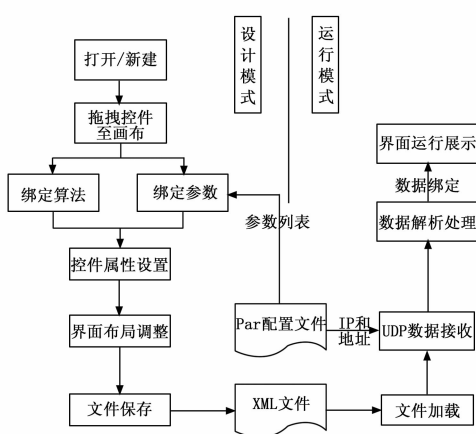 打开/新建
拖拽控件
至画布
绑定算法
绑定参数
控件属性设置
界面布局调整
文件保存
设计模式
运行模式
参数列表
Par配置文件
XML文件
IP和
地址
界面运行展示
数据绑定
数据解析处理
UDP数据接收
文件加载